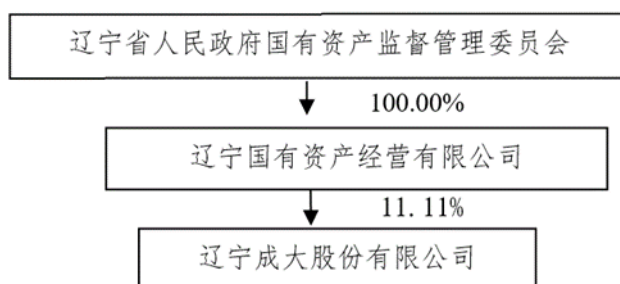 辽宁省人民政府国有资产监督管理委员会
100.00%
辽宁国有资产经营有限公司
11.11%
辽宁成大股份有限公司